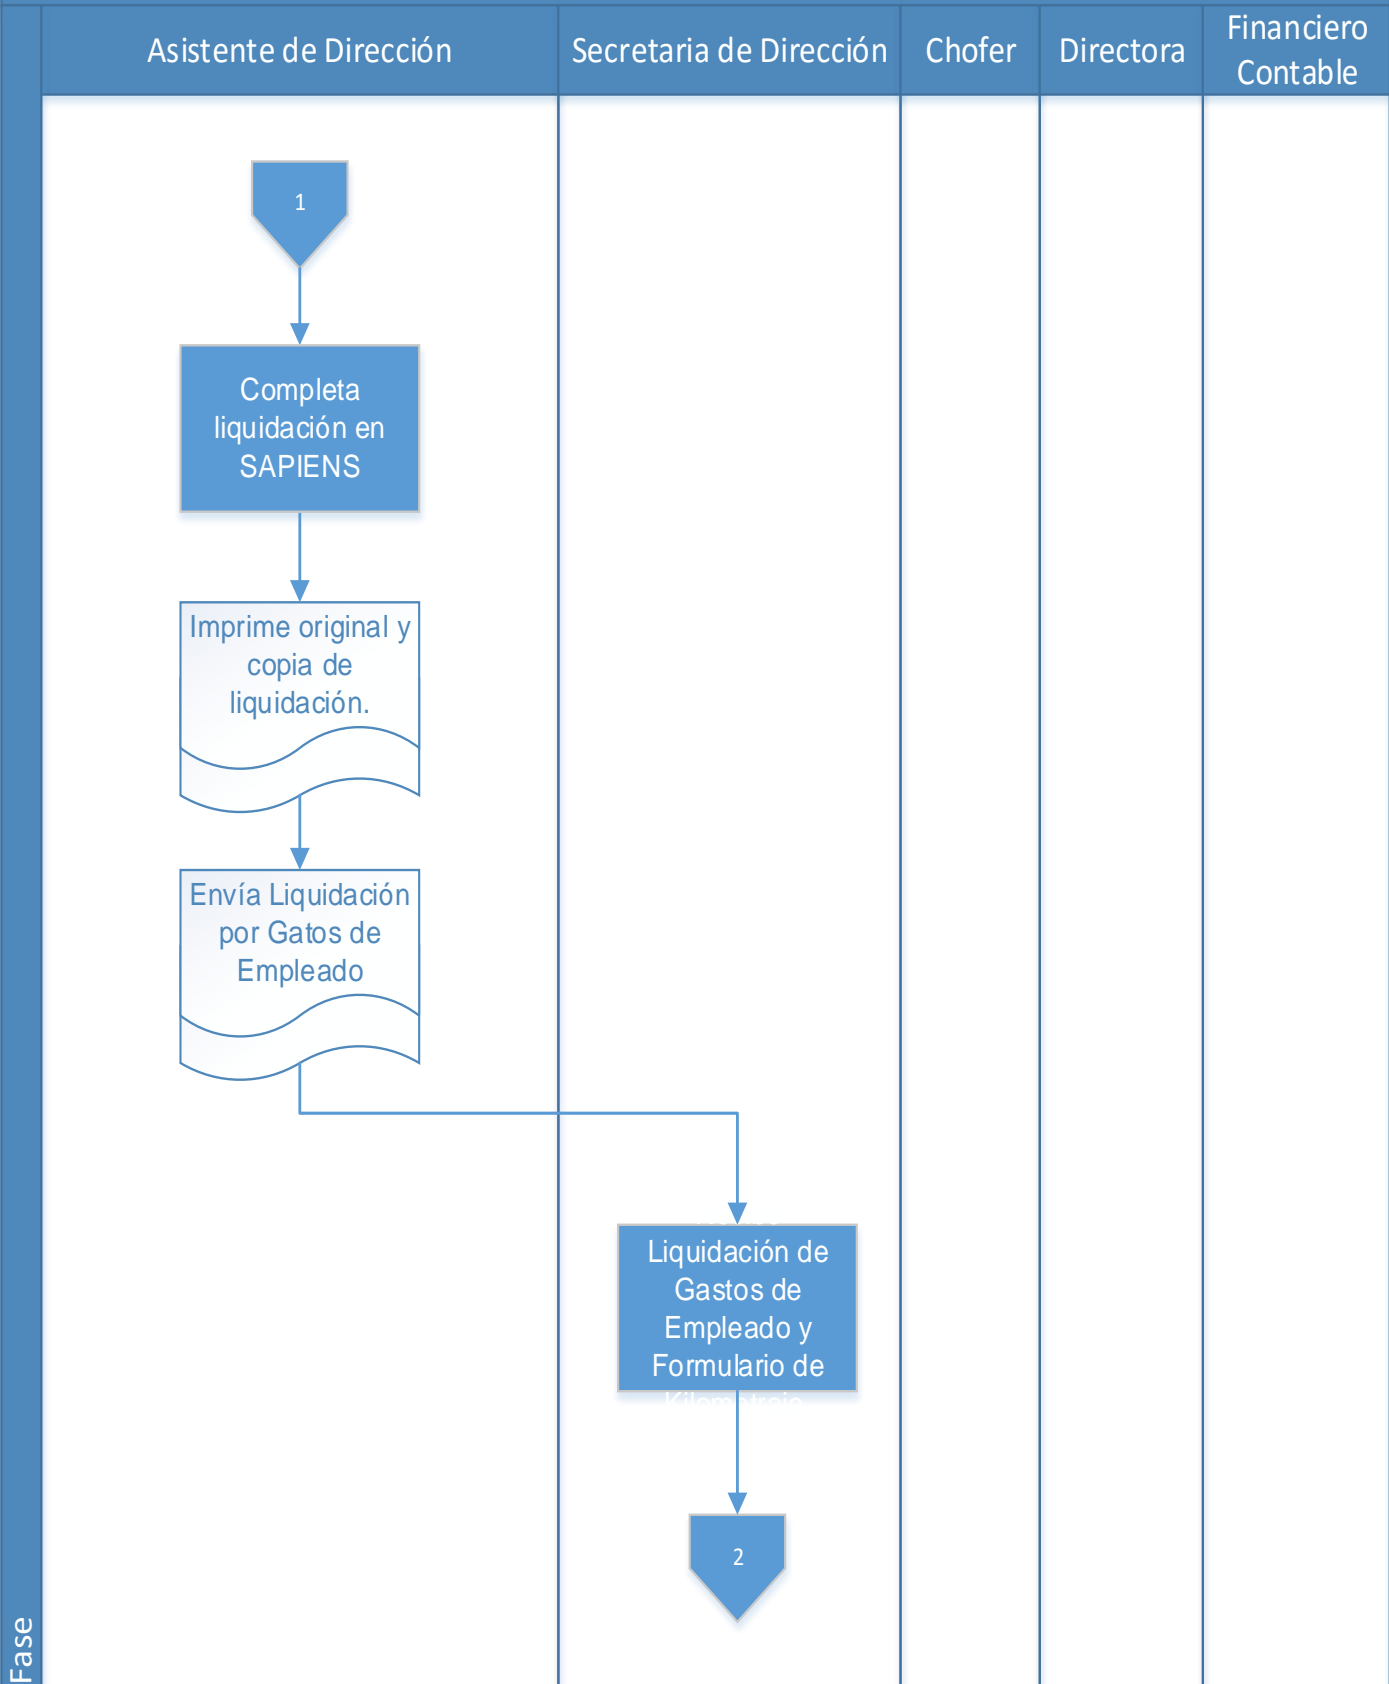 Asistente de Dirección
Secretaria de Dirección
Chofer
Directora
Financiero
Contable
1
Completa
liquidación en
SAPIENS
Imprime original y
copia de
liquidación.
Envía Liquidación
por Gatos de
Empleado
Liquidación de
Gastos de
Empleado y
Formulario de
Kilometraje
2
Fase